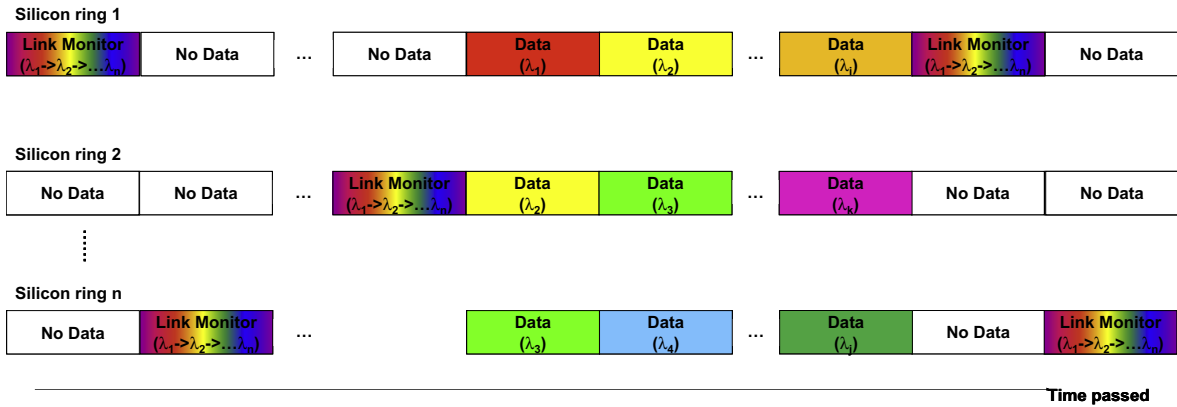 Silicon ring 1
Link Monitor No Data ... No Data Data Data ... Data Link Monitor No Data
(λ1->λ2->...λn) (λ1) (λ2) (λi) (λ1->λ2->...λn)
Silicon ring 2
No Data No Data ... Link Monitor Data Data ... Data No Data No Data
(λ1->λ2->...λn) (λ2) (λ3) (λk)
Silicon ring n
No Data Link Monitor ... Data Data ... Data No Data Link Monitor
(λ1->λ2->...λn) (λ3) (λ4) (λj) (λ1->λ2->...λn)
Time passed